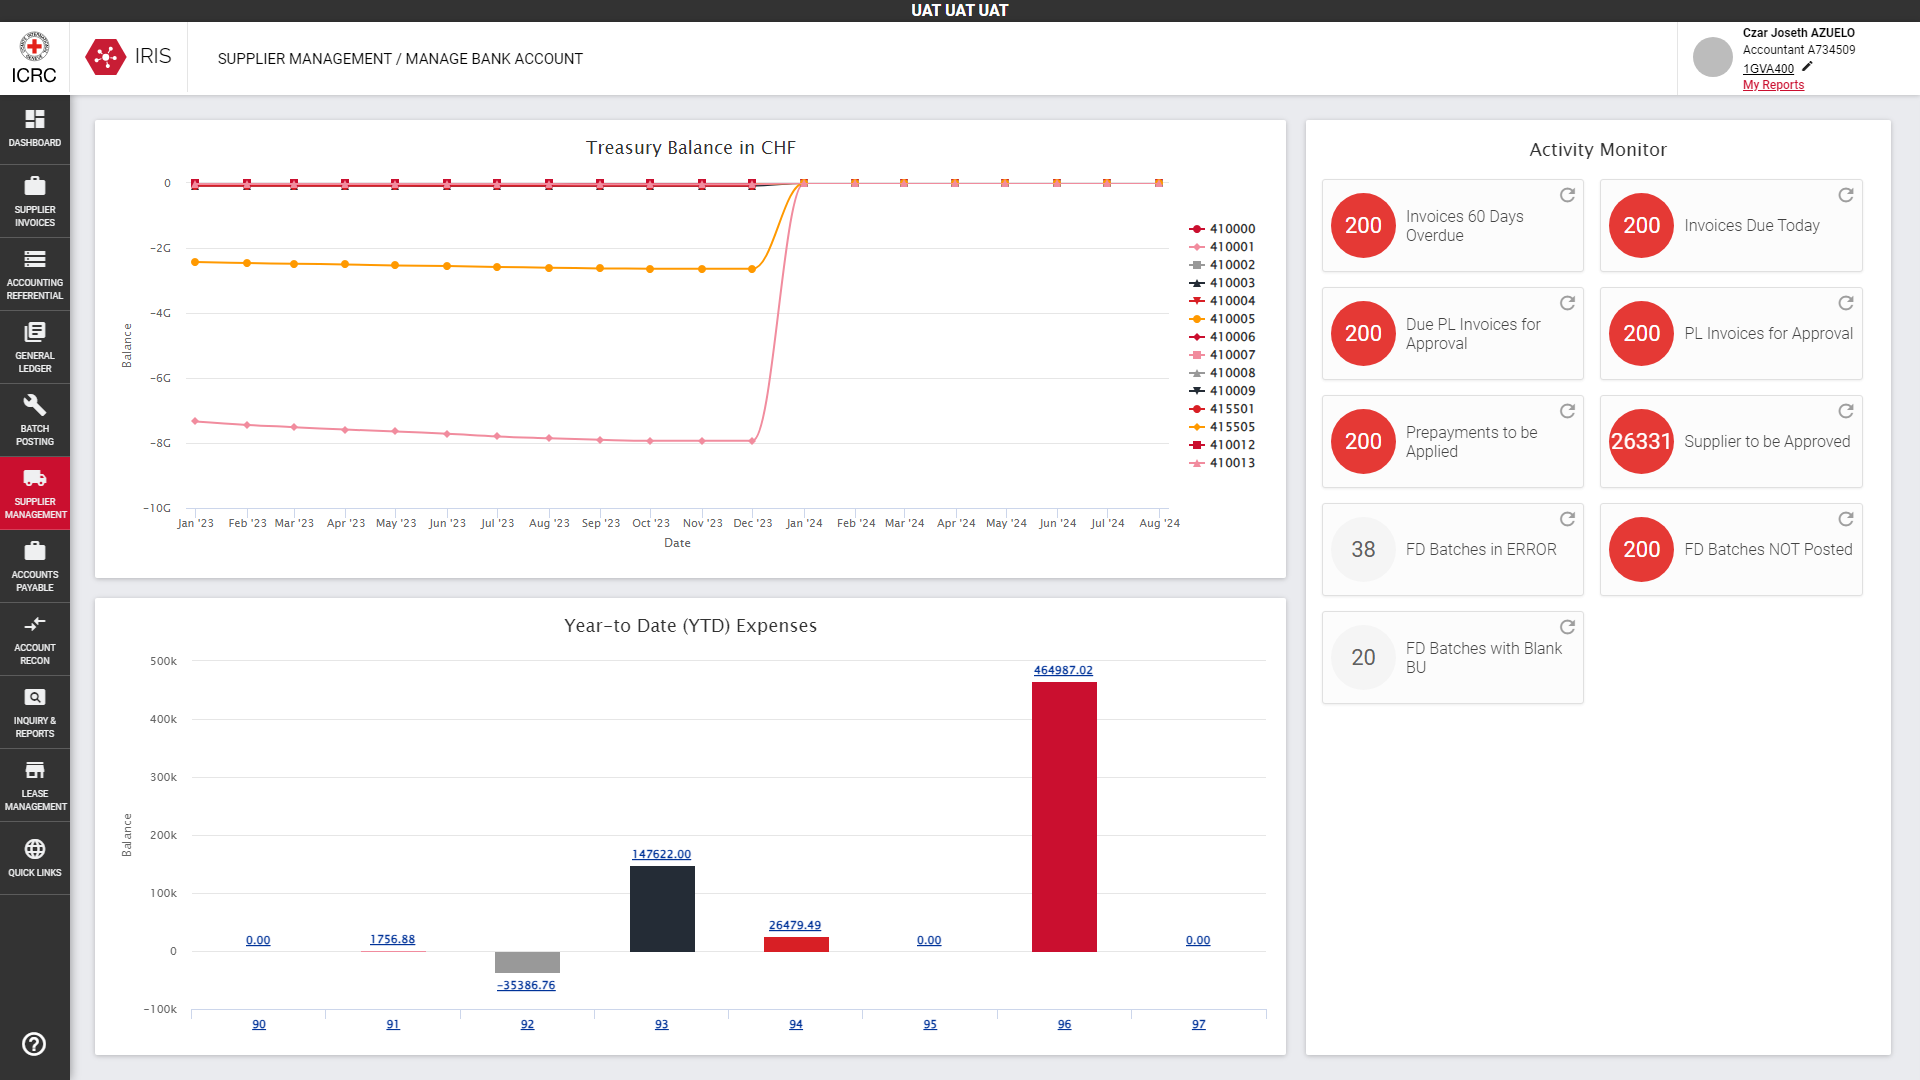 UAT UAT UAT
ICRC
IRIS
SUPPLIER MANAGEMENT / MANAGE BANK ACCOUNT
Czar Joseth AZUELO
Accountant A734509
1GVA400
My Reports
DASHBOARD
SUPPLIER
INVOICES
ACCOUNTING
REFERENTIAL
GENERAL
LEDGER
BATCH
POSTING
SUPPLIER
MANAGEMENT
ACCOUNTS
PAYABLE
ACCOUNT
RECON
INQUIRY &
REPORTS
LEASE
MANAGEMENT
QUICK LINKS
Treasury Balance in CHF
0
-2G
-4G
-6G
-8G
-10G
Balance
Jan '23 Feb '23 Mar '23 Apr '23 May '23 Jun '23 Jul '23 Aug '23 Sep '23 Oct '23 Nov '23 Dec '23 Jan '24 Feb '24 Mar '24 Apr '24 May '24 Jun '24 Jul '24 Aug '24
Date
410000
410001
410002
410003
410004
410005
410006
410007
410008
410009
415501
415505
410012
410013
Year-to Date (YTD) Expenses
500k
400k
300k
200k
100k
0
-100k
Balance
0.00
1756.88
-35386.76
147622.00
26479.49
0.00
464987.02
0.00
90 91 92 93 94 95 96 97
Activity Monitor
200
Invoices 60 Days
Overdue
200
Invoices Due Today
200
Due PL Invoices for
Approval
200
PL Invoices for Approval
200
Prepayments to be
Applied
26331
Supplier to be Approved
38
FD Batches in ERROR
200
FD Batches NOT Posted
20
FD Batches with Blank
BU